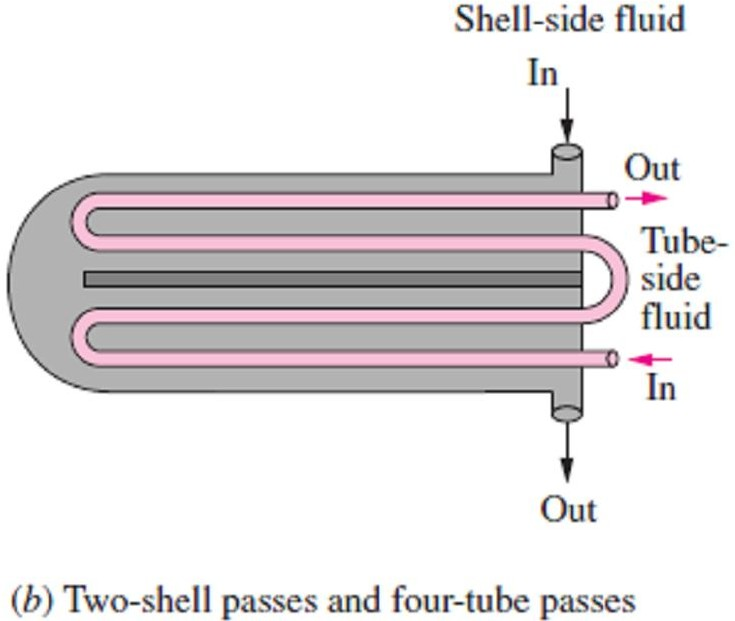 Shell-side fluid
In
Out
Tube-
side
fluid
In
Out
(b) Two-shell passes and four-tube passes